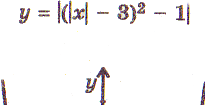 y = |(|x| − 3)² − 1|
y